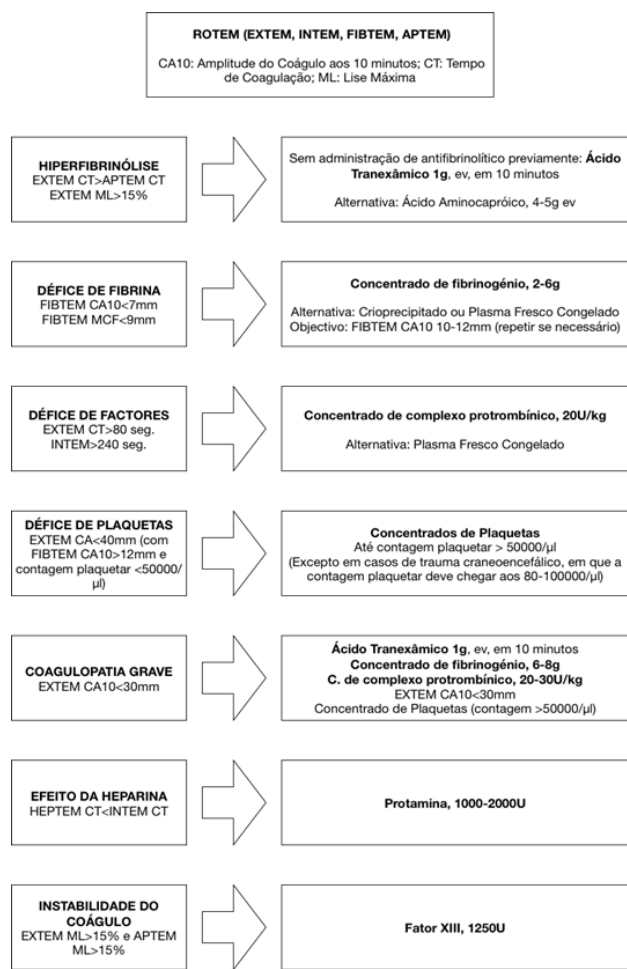 ROTEM (EXTEM, INTEM, FIBTEM, APTEM)
CA10: Amplitude do Coágulo aos 10 minutos; CT: Tempo
de Coagulação; ML: Lise Máxima
HIPERFIBRINÓLISE
EXTEM CT>APTEM CT
EXTEM ML>15%
Sem administração de antifibrinolítico previamente: Ácido
Tranexâmico 1g, ev, em 10 minutos
Alternativa: Ácido Aminocapróico, 4-5g ev
DÉFICE DE FIBRINA
FIBTEM CA10<7mm
FIBTEM MCF<9mm
Concentrado de fibrinogénio, 2-6g
Alternativa: Crioprecipitado ou Plasma Fresco Congelado
Objectivo: FIBTEM CA10 10-12mm (repetir se necessário)
DÉFICE DE FACTORES
EXTEM CT>80 seg.
INTEM>240 seg.
Concentrado de complexo protrombínico, 20U/kg
Alternativa: Plasma Fresco Congelado
DÉFICE DE PLAQUETAS
EXTEM CA<40mm (com
FIBTEM CA10>12mm e
contagem plaquetar <50000/
µl)
Concentrados de Plaquetas
Até contagem plaquetar > 50000/µl
(Excepto em casos de trauma craneoencefálico, em que a
contagem plaquetar deve chegar aos 80-100000/µl)
COAGULOPATIA GRAVE
EXTEM CA10<30mm
Ácido Tranexâmico 1g, ev, em 10 minutos
Concentrado de fibrinogénio, 6-8g
C. de complexo protrombínico, 20-30U/kg
EXTEM CA10<30mm
Concentrado de Plaquetas (contagem >50000/µl)
EFEITO DA HEPARINA
HEPTEM CT<INTEM CT
Protamina, 1000-2000U
INSTABILIDADE DO
COÁGULO
EXTEM ML>15% e APTEM
ML>15%
Fator XIII, 1250U